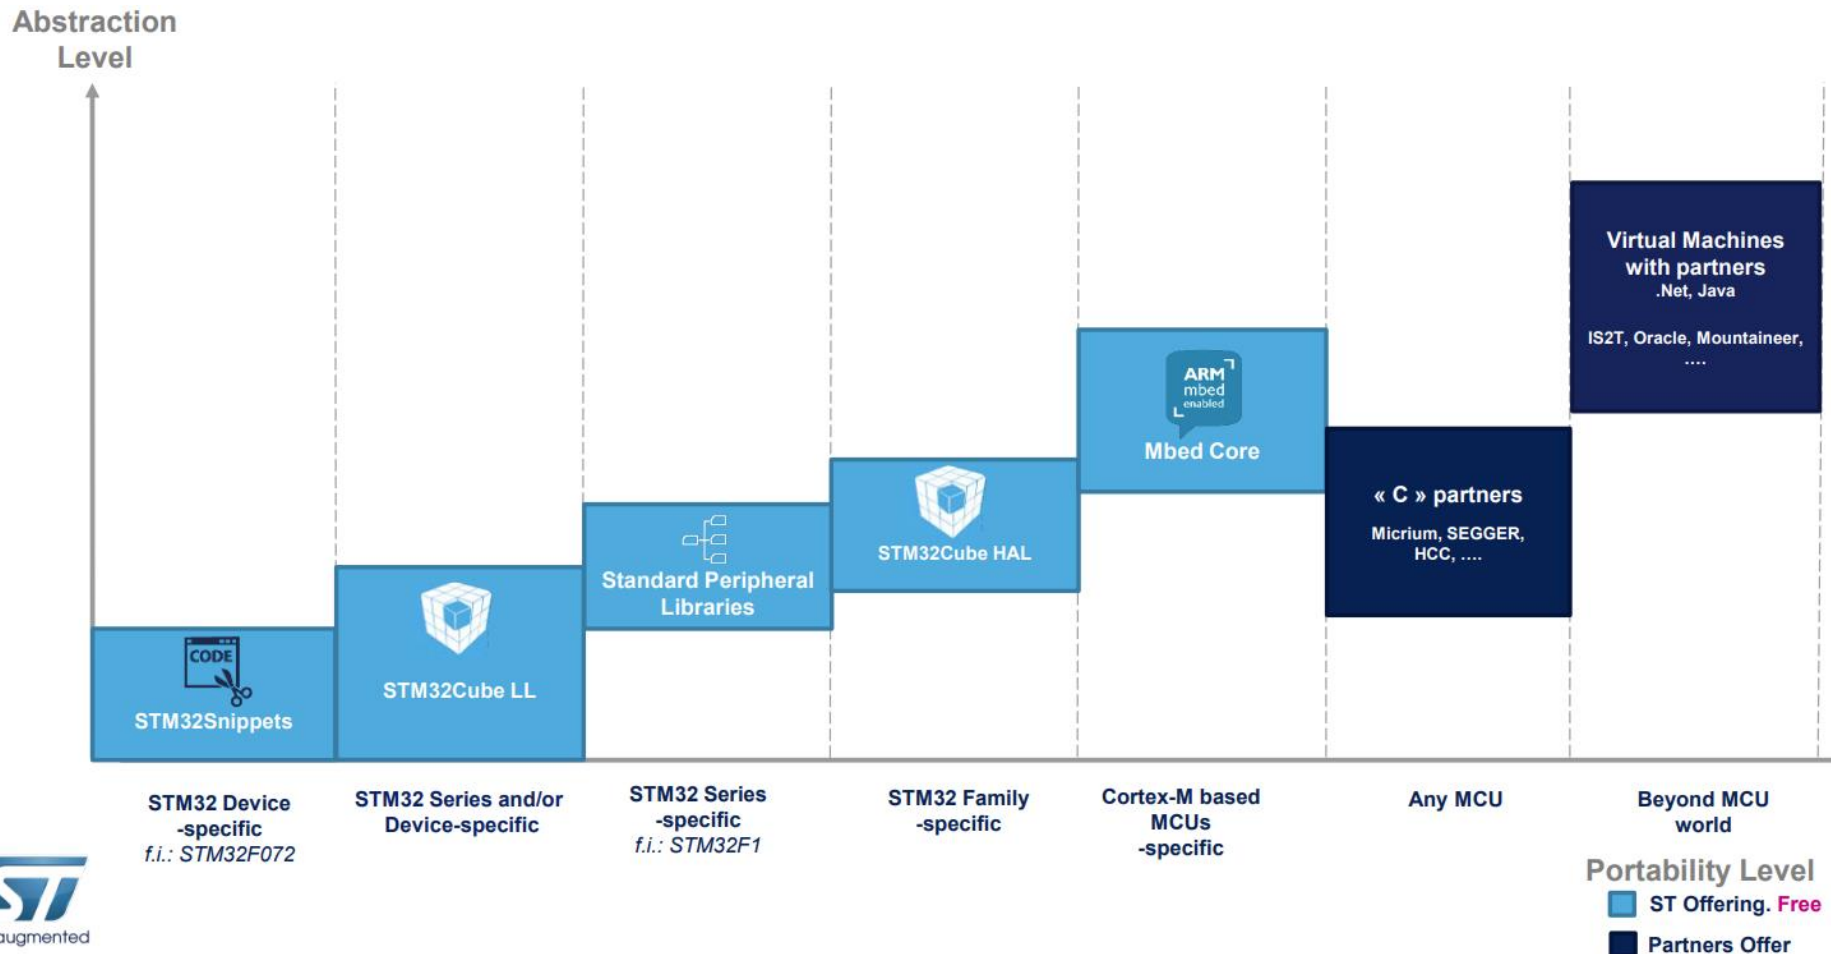 Abstraction
Level
Virtual Machines
with partners
.Net, Java
IS2T, Oracle, Mountaineer,
....
ARM
mbed
enabled
Mbed Core
« C » partners
Micrium, SEGGER,
HCC, ....
STM32Cube HAL
Standard Peripheral
Libraries
STM32Cube LL
CODE
STM32Snippets
STM32 Device
-specific
f.i.: STM32F072
STM32 Series and/or
Device-specific
STM32 Series
-specific
f.i.: STM32F1
STM32 Family
-specific
Cortex-M based
MCUs
-specific
Any MCU
Beyond MCU
world
Portability Level
ST Offering. Free
Partners Offer
ST
augmented